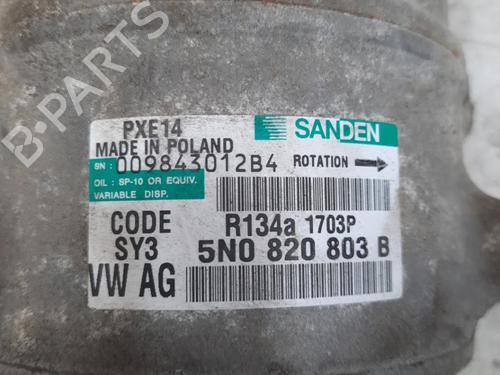 PXE14
SANDEN
MADE IN POLAND
SN: 009843012B4 ROTATION
OIL: SP-10 OR EQUIV.
VARIABLE DISP.
CODE R134a 1703P
SY3 5N0 820 803 B
VW AG
B-PARTS